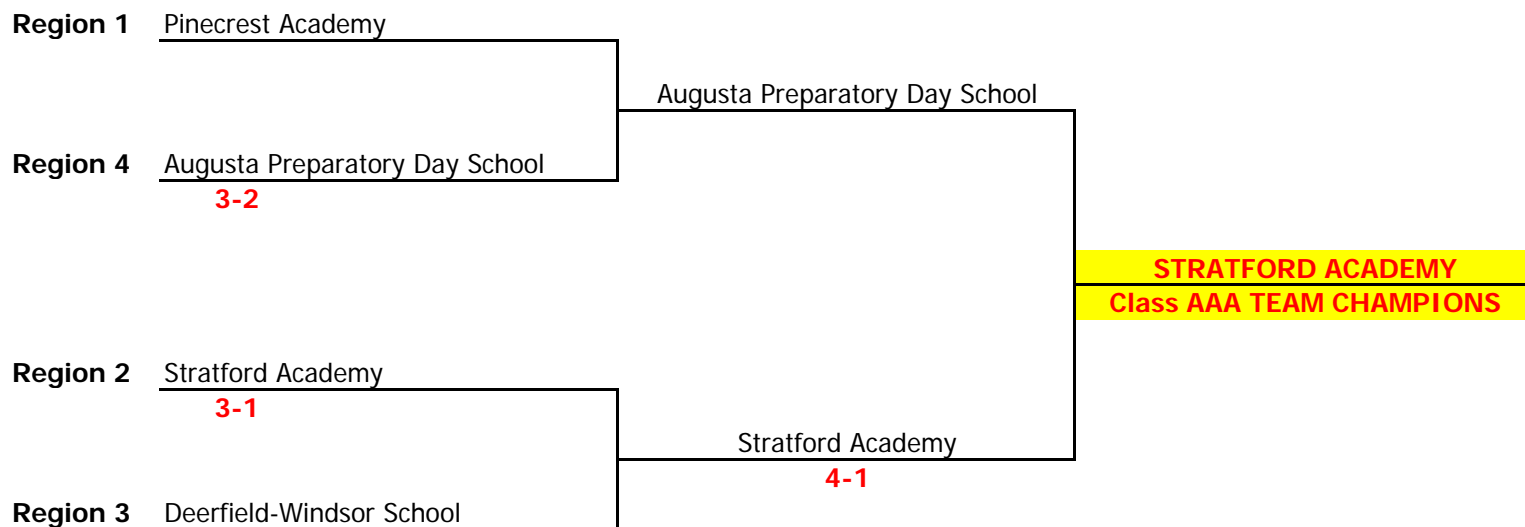 Region 1 Pinecrest Academy
Augusta Preparatory Day School
Region 4 Augusta Preparatory Day School
3-2
STRATFORD ACADEMY
Class AAA TEAM CHAMPIONS
Region 2 Stratford Academy
3-1
Stratford Academy
4-1
Region 3 Deerfield-Windsor School